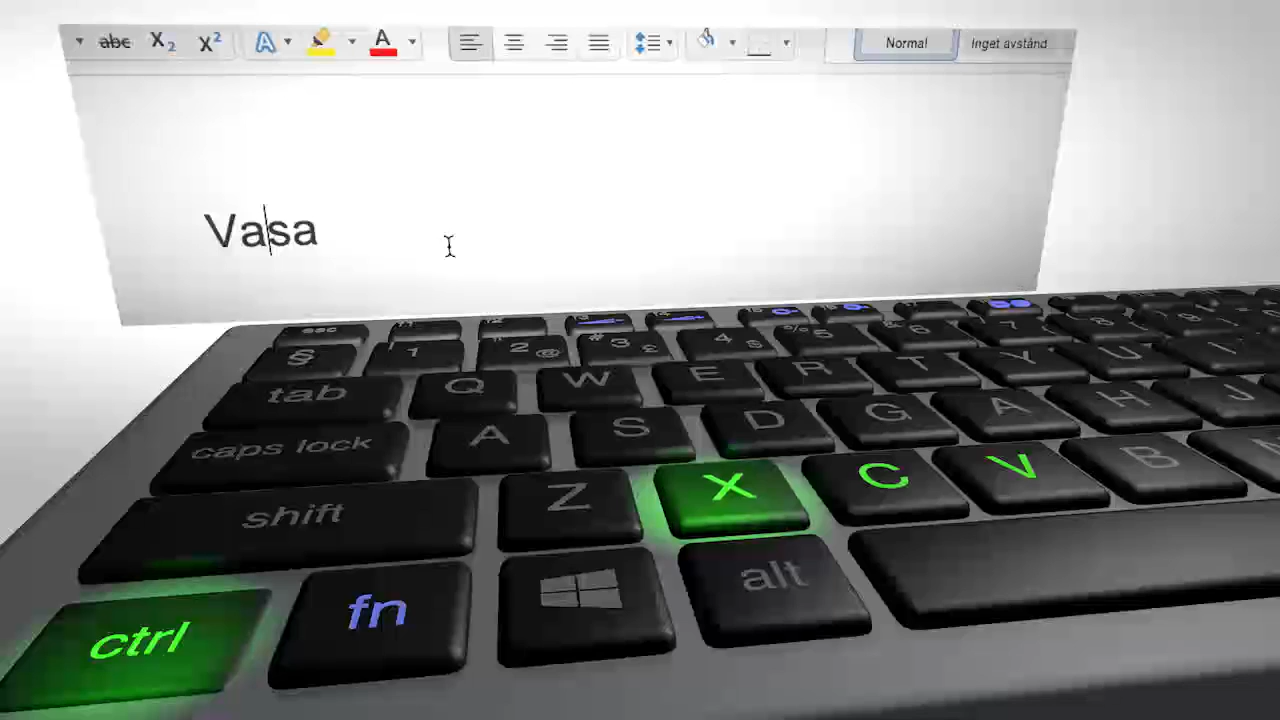 abc X₂ X² A A Normal Inget avstånd
Vasa
esc
§ 1 2 @ # 3 £ 4 $ % 5 & 6 7 8
tab Q W E R T Y U I
caps lock A S D G A H J
shift Z X C V B
ctrl fn alt